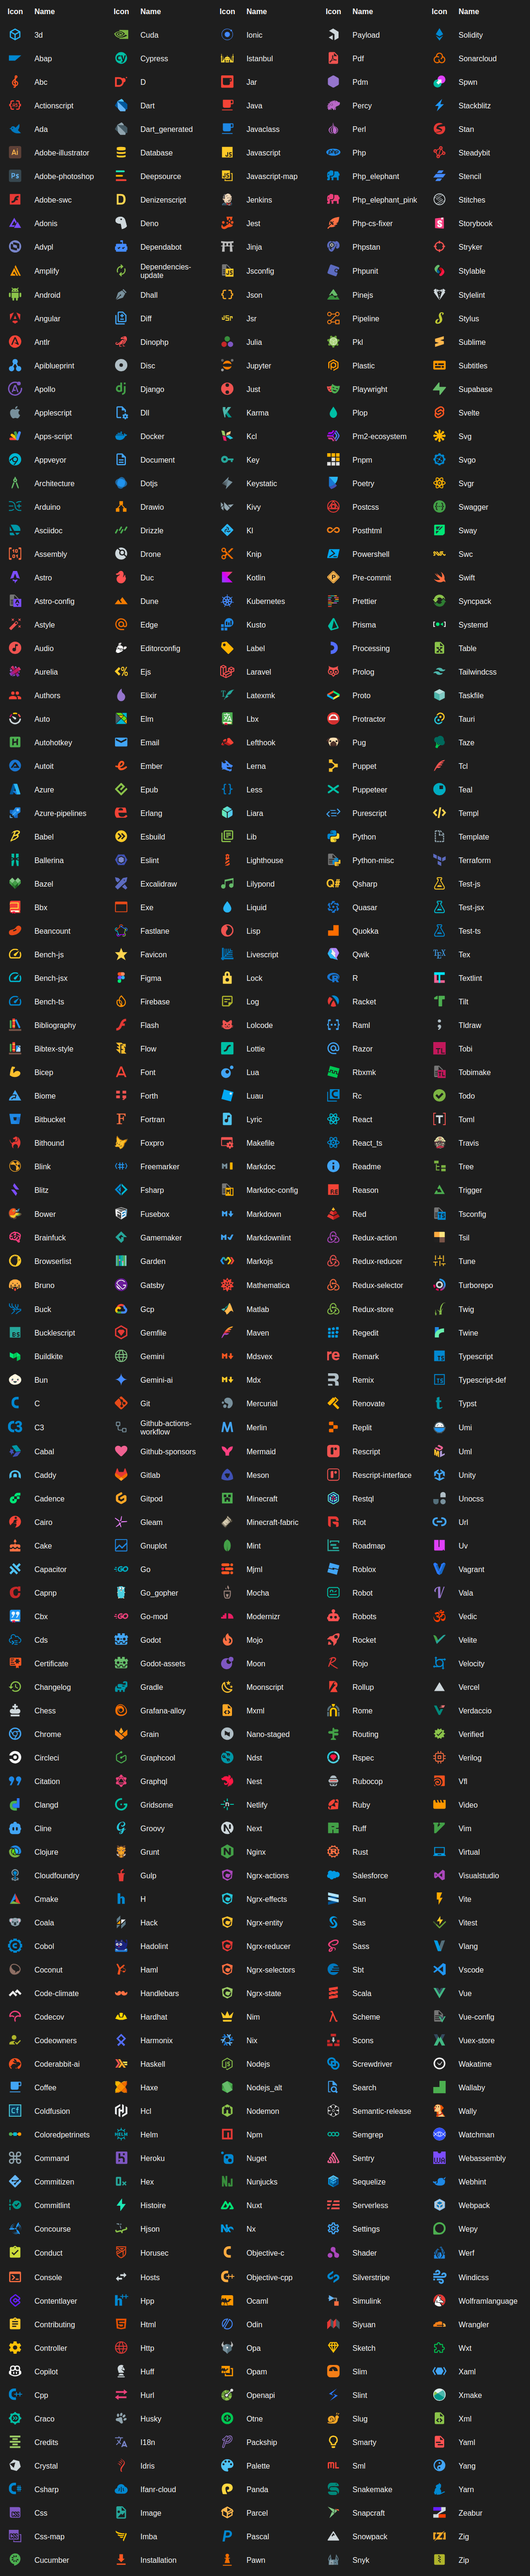 Icon Name Icon Name Icon Name Icon Name Icon Name
3d Cuda Ionic Payload Solidity
Abap Cypress Istanbul Pdf Sonarcloud
Abc D Jar Pdm Spwn
Actionscript Dart Java Percy Stackblitz
Ada Dart_generated Javaclass Perl Stan
Adobe-illustrator Database Javascript Php Steadybit
Adobe-photoshop Deepsource Javascript-map Php_elephant Stencil
Adobe-swc Denizenscript Jenkins Php_elephant_pink Stitches
Adonis Deno Jest Php-cs-fixer Storybook
Advpl Dependabot Jinja Phpstan Stryker
Amplify Dependencies-update Jsconfig Phpunit Stylable
Android Dhall Json Pinejs Stylelint
Angular Diff Jsr Pipeline Stylus
Antlr Dinophp Julia Pkl Sublime
Apiblueprint Disc Jupyter Plastic Subtitles
Apollo Django Just Playwright Supabase
Applescript Dll Karma Plop Svelte
Apps-script Docker Kcl Pm2-ecosystem Svg
Appveyor Document Key Pnpm Svgo
Architecture Dotjs Keystatic Poetry Svgr
Arduino Drawio Kivy Postcss Swagger
Asciidoc Drizzle Kl Posthtml Sway
Assembly Drone Knip Powershell Swc
Astro Duc Kotlin Pre-commit Swift
Astro-config Dune Kubernetes Prettier Syncpack
Astyle Edge Kusto Prisma Systemd
Audio Editorconfig Label Processing Table
Aurelia Ejs Laravel Prolog Tailwindcss
Authors Elixir Latexmk Proto Taskfile
Auto Elm Lbx Protractor Tauri
Autohotkey Email Lefthook Pug Taze
Autoit Ember Lerna Puppet Tcl
Azure Epub Less Puppeteer Teal
Azure-pipelines Erlang Liara Purescript Templ
Babel Esbuild Lib Python Template
Ballerina Eslint Lighthouse Python-misc Terraform
Bazel Excalidraw Lilypond Qsharp Test-js
Bbx Exe Liquid Quasar Test-jsx
Beancount Fastlane Lisp Quokka Test-ts
Bench-js Favicon Livescript Qwik Tex
Bench-jsx Figma Lock R Textlint
Bench-ts Firebase Log Racket Tilt
Bibliography Flash Lolcode Raml Tldraw
Bibtex-style Flow Lottie Razor Tobi
Bicep Font Lua Rbxmk Tobimake
Biome Forth Luau Rc Todo
Bitbucket Fortran Lyric React Toml
Bithound Foxpro Makefile React_ts Travis
Blink Freemarker Markdoc Readme Tree
Blitz Fsharp Markdoc-config Reason Trigger
Bower Fusebox Markdown Red Tsconfig
Brainfuck Gamemaker Markdownlint Redux-action Tsil
Browserlist Garden Markojs Redux-reducer Tune
Bruno Gatsby Mathematica Redux-selector Turborepo
Buck Gcp Matlab Redux-store Twig
Bucklescript Gemfile Maven Regedit Twine
Buildkite Gemini Mdsvex Remark Typescript
Bun Gemini-ai Mdx Remix Typescript-def
C Git Mercurial Renovate Typst
C3 Github-actions-workflow Merlin Replit Umi
Cabal Github-sponsors Mermaid Rescript Uml
Caddy Gitlab Meson Rescript-interface Unity
Cadence Gitpod Minecraft Restql Unocss
Cairo Gleam Minecraft-fabric Riot Url
Cake Gnuplot Mint Roadmap Uv
Capacitor Go Mjml Roblox Vagrant
Capnp Go_gopher Mocha Robot Vala
Cbx Go-mod Modernizr Robots Vedic
Cds Godot Mojo Rocket Velite
Certificate Godot-assets Moon Rojo Velocity
Changelog Gradle Moonscript Rollup Vercel
Chess Grafana-alloy Mxml Rome Verdaccio
Chrome Grain Nano-staged Routing Verified
Circleci Graphcool Ndst Rspec Verilog
Citation Graphql Nest Rubocop Vfl
Clangd Gridsome Netlify Ruby Video
Cline Groovy Next Ruff Vim
Clojure Grunt Nginx Rust Virtual
Cloudfoundry Gulp Ngrx-actions Salesforce Visualstudio
Cmake H Ngrx-effects San Vite
Coala Hack Ngrx-entity Sas Vitest
Cobol Hadolint Ngrx-reducer Sass Vlang
Coconut Haml Ngrx-selectors Sbt Vscode
Code-climate Handlebars Ngrx-state Scala Vue
Codecov Hardhat Nim Scheme Vue-config
Codeowners Harmonix Nix Scons Vuex-store
Coderabbit-ai Haskell Nodejs Screwdriver Wakatime
Coffee Haxe Nodejs_alt Search Wallaby
Coldfusion Hcl Nodemon Semantic-release Wally
Coloredpetrinets Helm Npm Semgrep Watchman
Command Heroku Nuget Sentry Webassembly
Commitizen Hex Nunjucks Sequelize Webhint
Commitlint Histoire Nuxt Serverless Webpack
Concourse Hjson Nx Settings Wepy
Conduct Horusec Objective-c Shader Werf
Console Hosts Objective-cpp Silverstripe Windicss
Contentlayer Hpp Ocaml Simulink Wolframlanguage
Contributing Html Odin Siyuan Wrangler
Controller Http Opa Sketch Wxt
Copilot Huff Opam Slim Xaml
Cpp Hurl Openapi Slint Xmake
Craco Husky Otne Slug Xml
Credits I18n Packship Smarty Yaml
Crystal Idris Palette Sml Yang
Csharp Ifanr-cloud Panda Snakemake Yarn
Css Image Parcel Snapcraft Zeabur
Css-map Imba Pascal Snowpack Zig
Cucumber Installation Pawn Snyk Zip